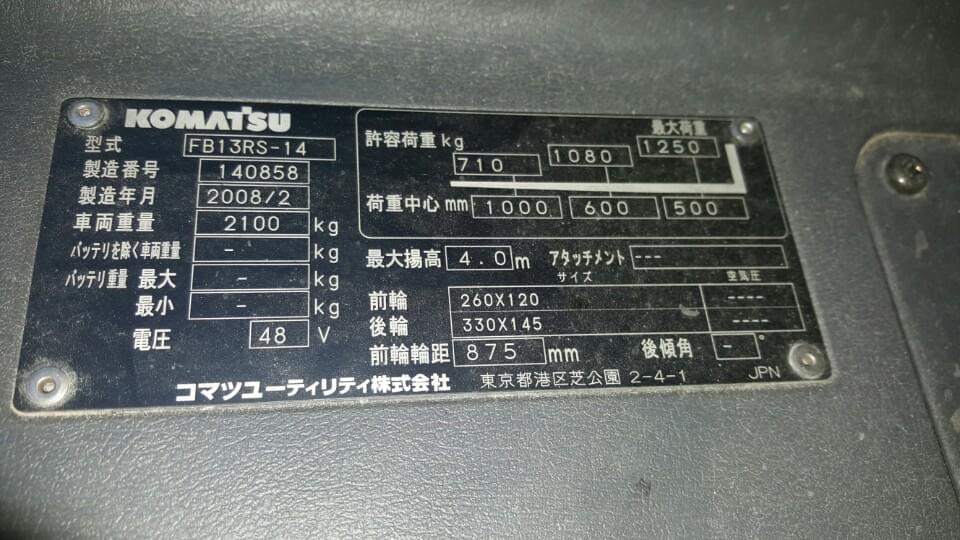 KOMATSU
型式 FB13RS-14
製造番号 140858
製造年月 2008/2
車両重量 2100 kg
バッテリを除く車両重量 - kg
バッテリ重量 最大 - kg
最小 - kg
電圧 48 V
最大荷重
許容荷重 kg 710 1080 1250
荷重中心 mm 1000 600 500
最大揚高 4.0 m アタッチメント ---
サイズ 空気圧
前輪 260X120 ----
後輪 330X145 ----
前輪輪距 875 mm 後傾角 - °
コマツユーティリティ株式会社 東京都港区芝公園 2-4-1 JPN